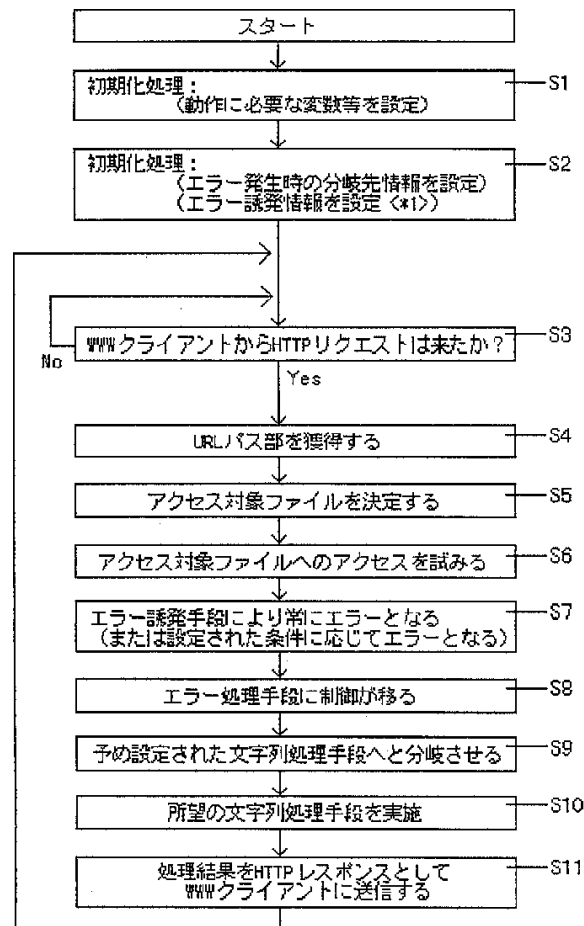 スタート
初期化処理:
(動作に必要な変数等を設定)
S1
初期化処理:
(エラー発生時の分岐先情報を設定)
(エラー誘発情報を設定 <*1>)
S2
WWWクライアントからHTTPリクエストは来たか?
S3
No
Yes
URLパス部を獲得する
S4
アクセス対象ファイルを決定する
S5
アクセス対象ファイルへのアクセスを試みる
S6
エラー誘発手段により常にエラーとなる
(または設定された条件に応じてエラーとなる)
S7
エラー処理手段に制御が移る
S8
予め設定された文字列処理手段へと分岐させる
S9
所望の文字列処理手段を実施
S10
処理結果をHTTPレスポンスとして
WWWクライアントに送信する
S11